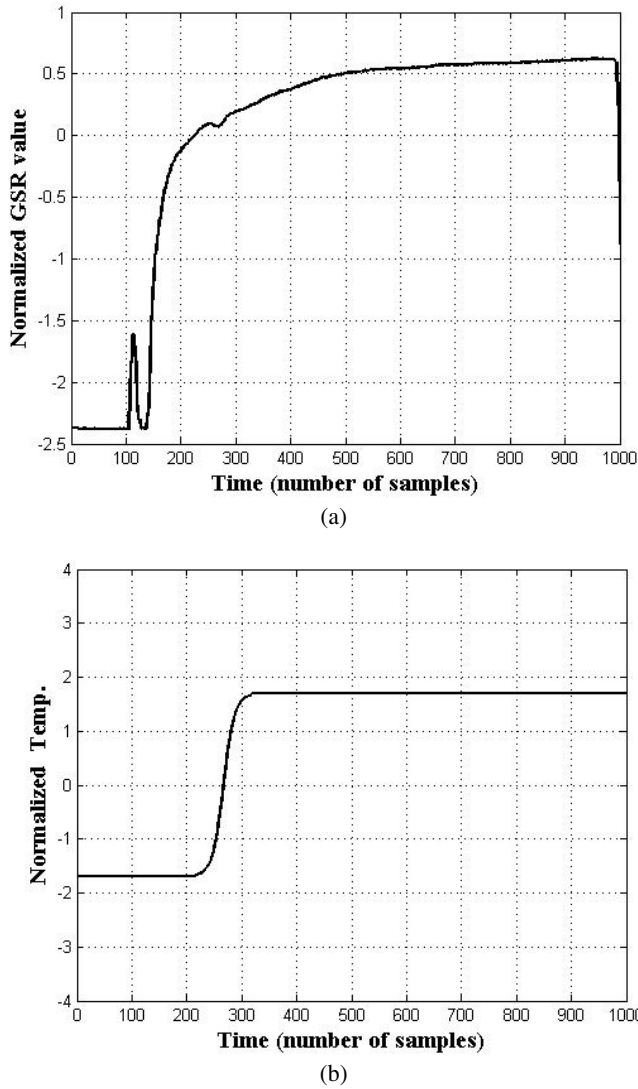 1
0.5
0
-0.5
-1
-1.5
-2
-2.5
Normalized GSR value
0 100 200 300 400 500 600 700 800 900 1000
Time (number of samples)
(a)
4
3
2
1
0
-1
-2
-3
-4
Normalized Temp.
0 100 200 300 400 500 600 700 800 900 1000
Time (number of samples)
(b)